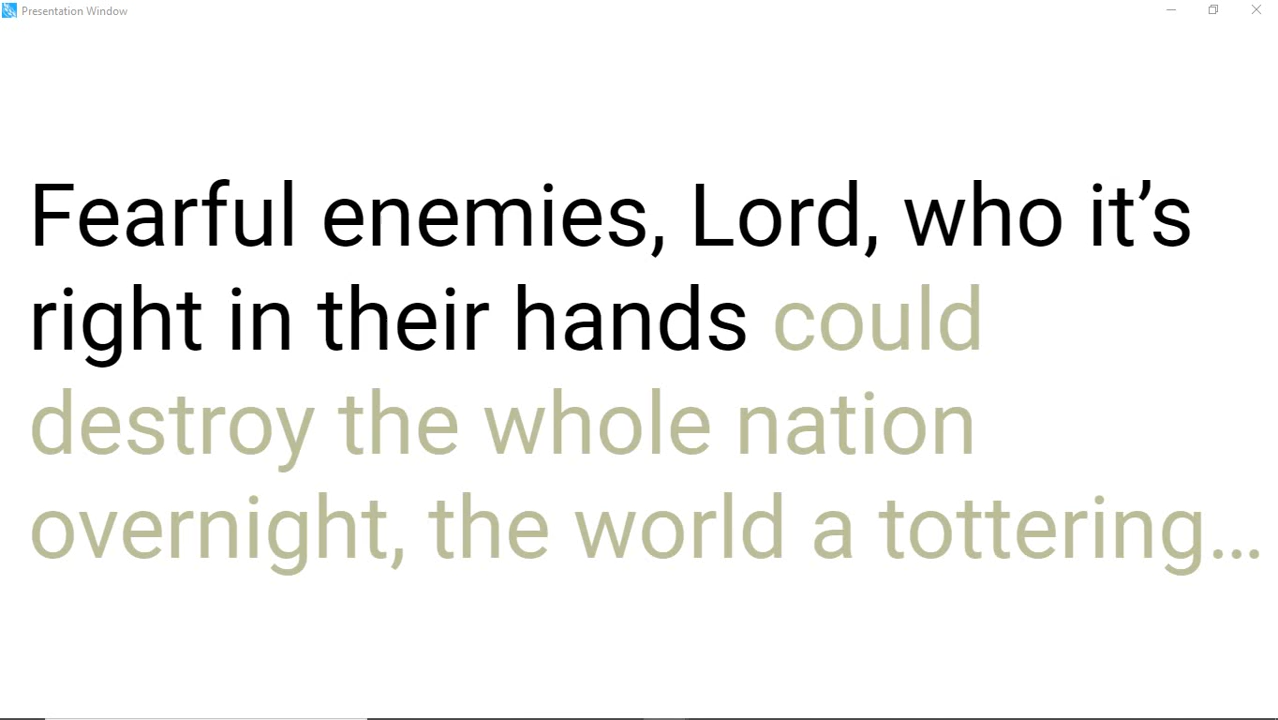 Presentation Window
Fearful enemies, Lord, who it’s
right in their hands could
destroy the whole nation
overnight, the world a tottering…